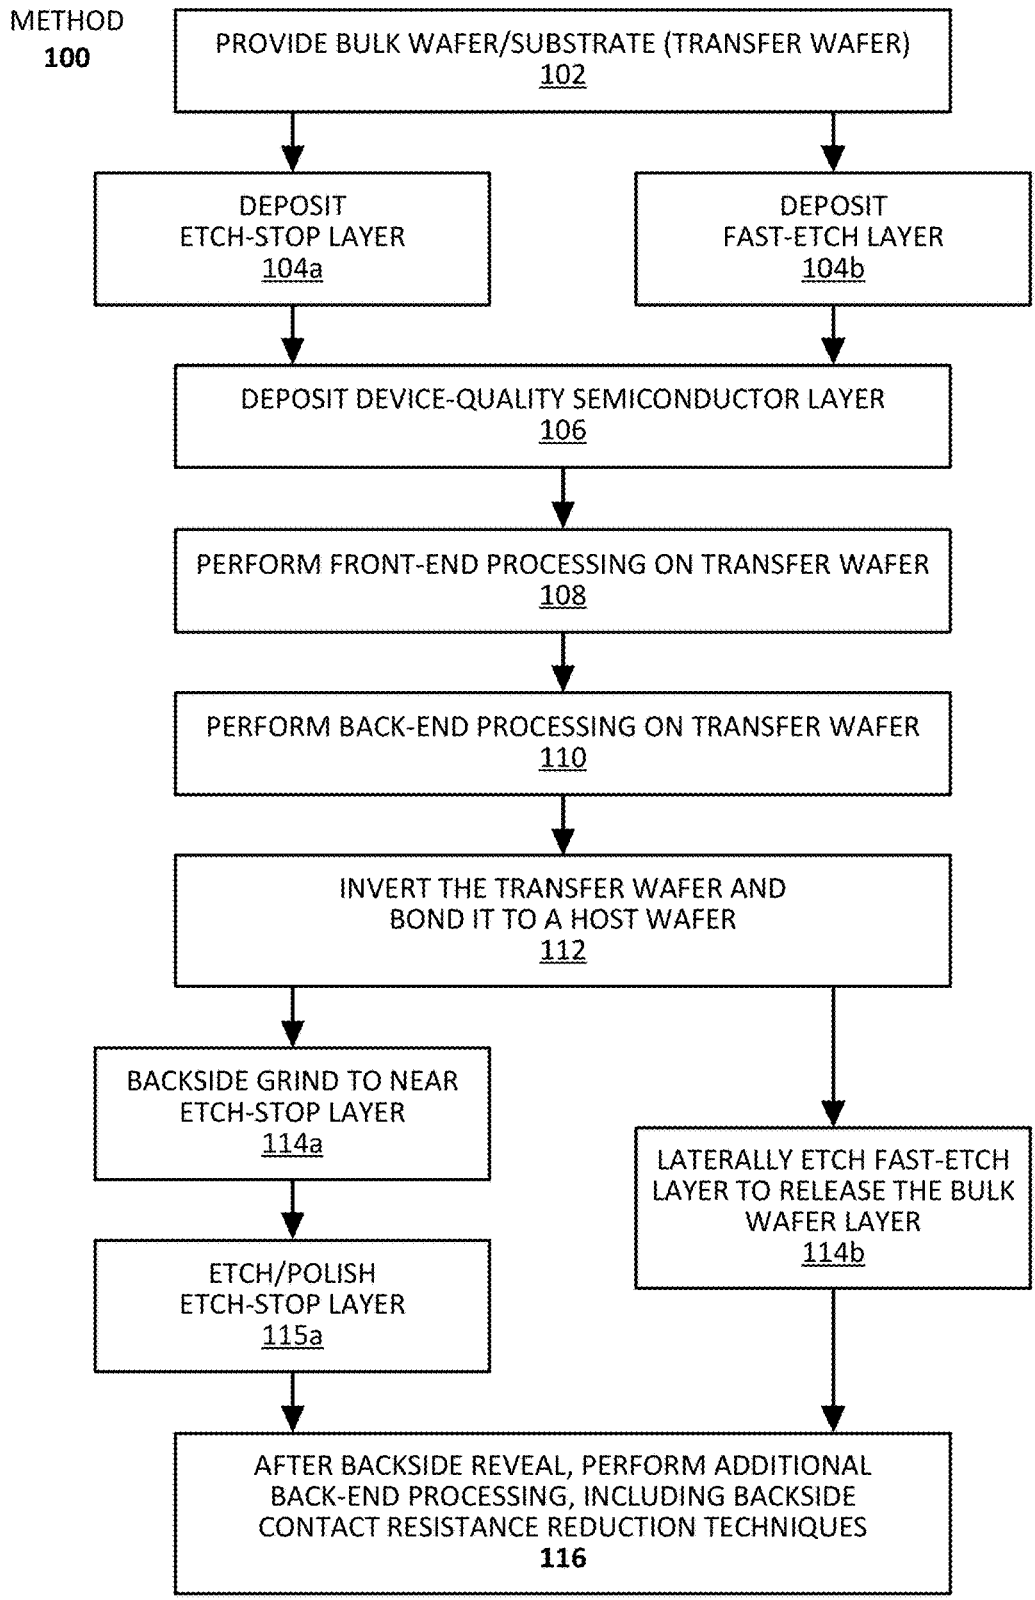 METHOD
100
PROVIDE BULK WAFER/SUBSTRATE (TRANSFER WAFER)
102
DEPOSIT
ETCH-STOP LAYER
104a
DEPOSIT
FAST-ETCH LAYER
104b
DEPOSIT DEVICE-QUALITY SEMICONDUCTOR LAYER
106
PERFORM FRONT-END PROCESSING ON TRANSFER WAFER
108
PERFORM BACK-END PROCESSING ON TRANSFER WAFER
110
INVERT THE TRANSFER WAFER AND
BOND IT TO A HOST WAFER
112
BACKSIDE GRIND TO NEAR
ETCH-STOP LAYER
114a
LATERALLY ETCH FAST-ETCH
LAYER TO RELEASE THE BULK
WAFER LAYER
114b
ETCH/POLISH
ETCH-STOP LAYER
115a
AFTER BACKSIDE REVEAL, PERFORM ADDITIONAL
BACK-END PROCESSING, INCLUDING BACKSIDE
CONTACT RESISTANCE REDUCTION TECHNIQUES
116